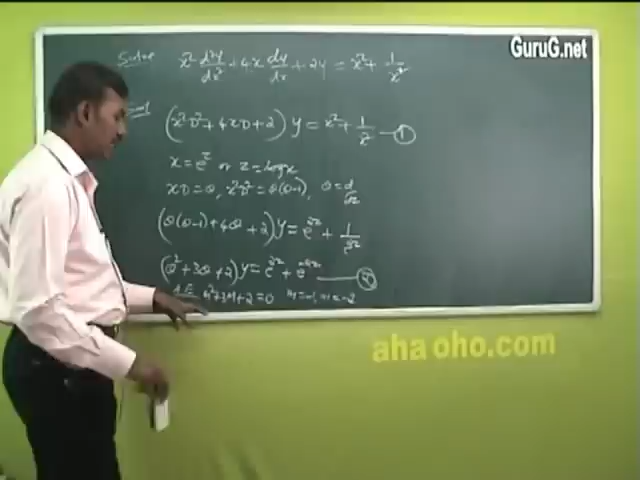 GuruG.net
Solve x² d²y/dx² + 4x dy/dx + 2y = x² + 1/x²
(x²D² + 4xD + 2) y = x² + 1/x² — ①
x = e^z or z = log x
xD = θ, x²D² = θ(θ-1), θ = d/dz
(θ(θ-1) + 4θ + 2) y = e^2z + 1/e^2z
(θ² + 3θ + 2) y = e^2z + e^-2z — ②
A.E M² + 3M + 2 = 0 M = -1, M = -2
aha oho.com